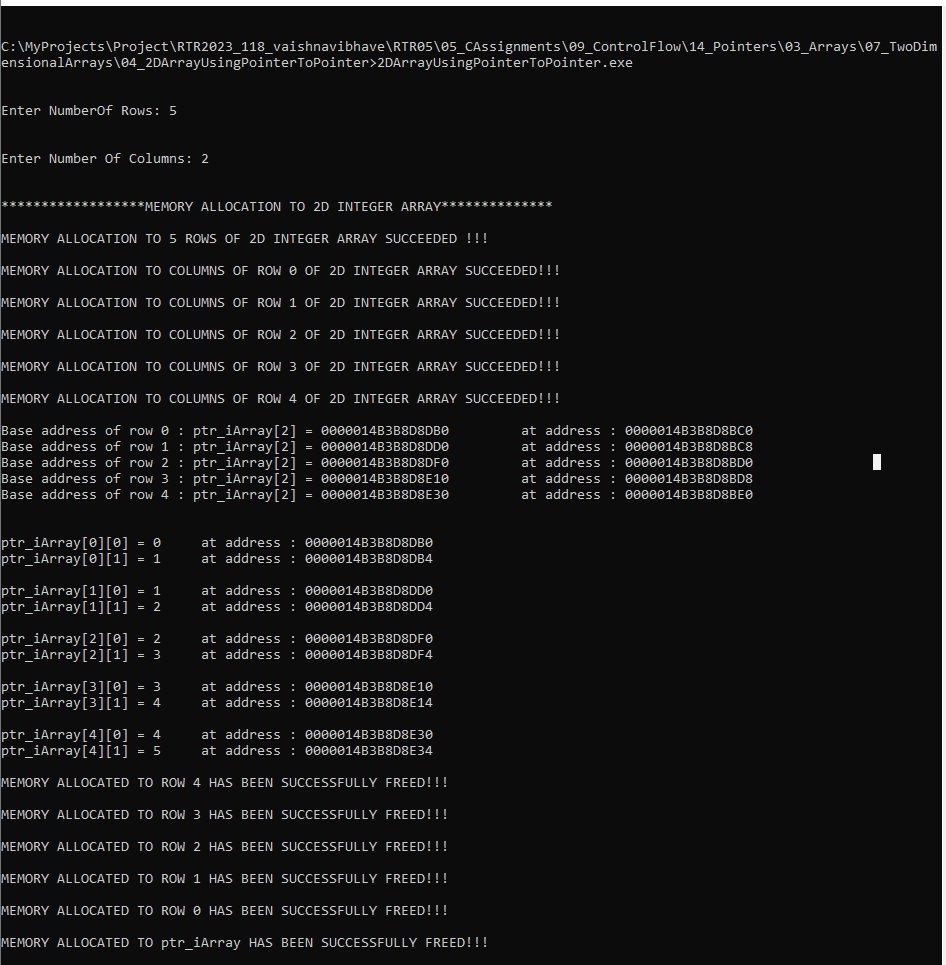 C:\MyProjects\Project\RTR2023_118_vaishnavibhave\RTR05\05_CAssignments\09_ControlFlow\14_Pointers\03_Arrays\07_TwoDim
ensionalArrays\04_2DArrayUsingPointerToPointer>2DArrayUsingPointerToPointer.exe
Enter NumberOf Rows: 5
Enter Number Of Columns: 2
******************MEMORY ALLOCATION TO 2D INTEGER ARRAY**************
MEMORY ALLOCATION TO 5 ROWS OF 2D INTEGER ARRAY SUCCEEDED !!!
MEMORY ALLOCATION TO COLUMNS OF ROW 0 OF 2D INTEGER ARRAY SUCCEEDED!!!
MEMORY ALLOCATION TO COLUMNS OF ROW 1 OF 2D INTEGER ARRAY SUCCEEDED!!!
MEMORY ALLOCATION TO COLUMNS OF ROW 2 OF 2D INTEGER ARRAY SUCCEEDED!!!
MEMORY ALLOCATION TO COLUMNS OF ROW 3 OF 2D INTEGER ARRAY SUCCEEDED!!!
MEMORY ALLOCATION TO COLUMNS OF ROW 4 OF 2D INTEGER ARRAY SUCCEEDED!!!
Base address of row 0 : ptr_iArray[2] = 0000014B3B8D8DB0         at address : 0000014B3B8D8BC0
Base address of row 1 : ptr_iArray[2] = 0000014B3B8D8DD0         at address : 0000014B3B8D8BC8
Base address of row 2 : ptr_iArray[2] = 0000014B3B8D8DF0         at address : 0000014B3B8D8BD0
Base address of row 3 : ptr_iArray[2] = 0000014B3B8D8E10         at address : 0000014B3B8D8BD8
Base address of row 4 : ptr_iArray[2] = 0000014B3B8D8E30         at address : 0000014B3B8D8BE0
ptr_iArray[0][0] = 0     at address : 0000014B3B8D8DB0
ptr_iArray[0][1] = 1     at address : 0000014B3B8D8DB4
ptr_iArray[1][0] = 1     at address : 0000014B3B8D8DD0
ptr_iArray[1][1] = 2     at address : 0000014B3B8D8DD4
ptr_iArray[2][0] = 2     at address : 0000014B3B8D8DF0
ptr_iArray[2][1] = 3     at address : 0000014B3B8D8DF4
ptr_iArray[3][0] = 3     at address : 0000014B3B8D8E10
ptr_iArray[3][1] = 4     at address : 0000014B3B8D8E14
ptr_iArray[4][0] = 4     at address : 0000014B3B8D8E30
ptr_iArray[4][1] = 5     at address : 0000014B3B8D8E34
MEMORY ALLOCATED TO ROW 4 HAS BEEN SUCCESSFULLY FREED!!!
MEMORY ALLOCATED TO ROW 3 HAS BEEN SUCCESSFULLY FREED!!!
MEMORY ALLOCATED TO ROW 2 HAS BEEN SUCCESSFULLY FREED!!!
MEMORY ALLOCATED TO ROW 1 HAS BEEN SUCCESSFULLY FREED!!!
MEMORY ALLOCATED TO ROW 0 HAS BEEN SUCCESSFULLY FREED!!!
MEMORY ALLOCATED TO ptr_iArray HAS BEEN SUCCESSFULLY FREED!!!